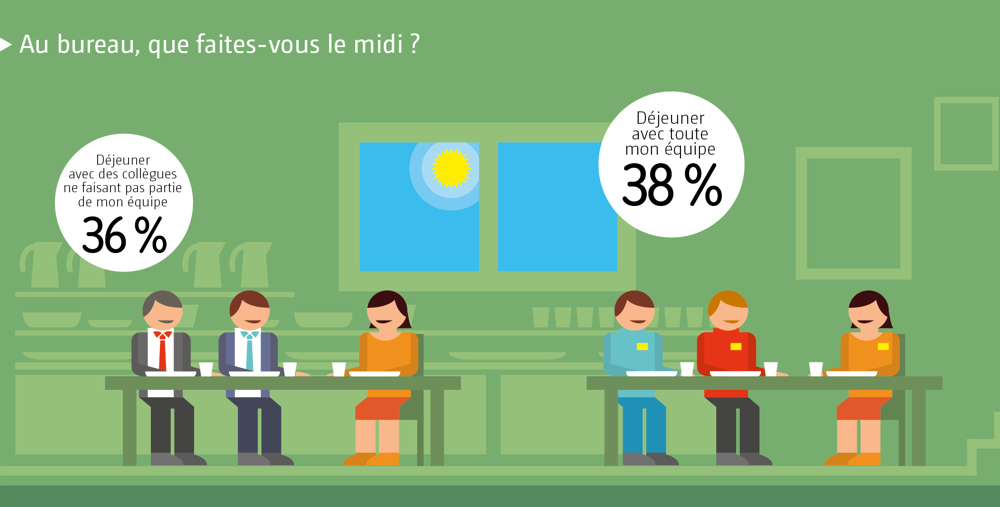 Au bureau, que faites-vous le midi ?
Déjeuner
avec des collègues
ne faisant pas partie
de mon équipe
36 %
Déjeuner
avec toute
mon équipe
38 %